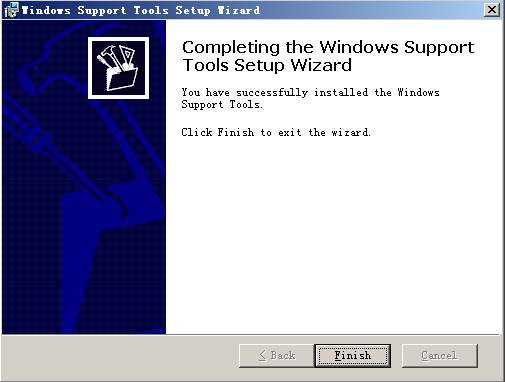 Windows Support Tools Setup Wizard
Completing the Windows Support
Tools Setup Wizard
You have successfully installed the Windows
Support Tools.
Click Finish to exit the wizard.
< Back
Finish
Cancel